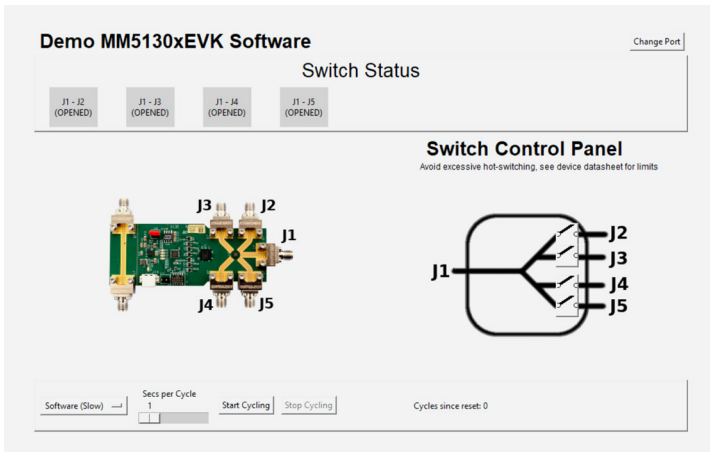 Demo MM5130xEVK Software
Change Port
Switch Status
J1 - J2
(OPENED)
J1 - J3
(OPENED)
J1 - J4
(OPENED)
J1 - J5
(OPENED)
Switch Control Panel
Avoid excessive hot-switching, see device datasheet for limits
J3
J2
J1
J4
J5
J1
J2
J3
J4
J5
Software (Slow)
Secs per Cycle
1
Start Cycling
Stop Cycling
Cycles since reset: 0